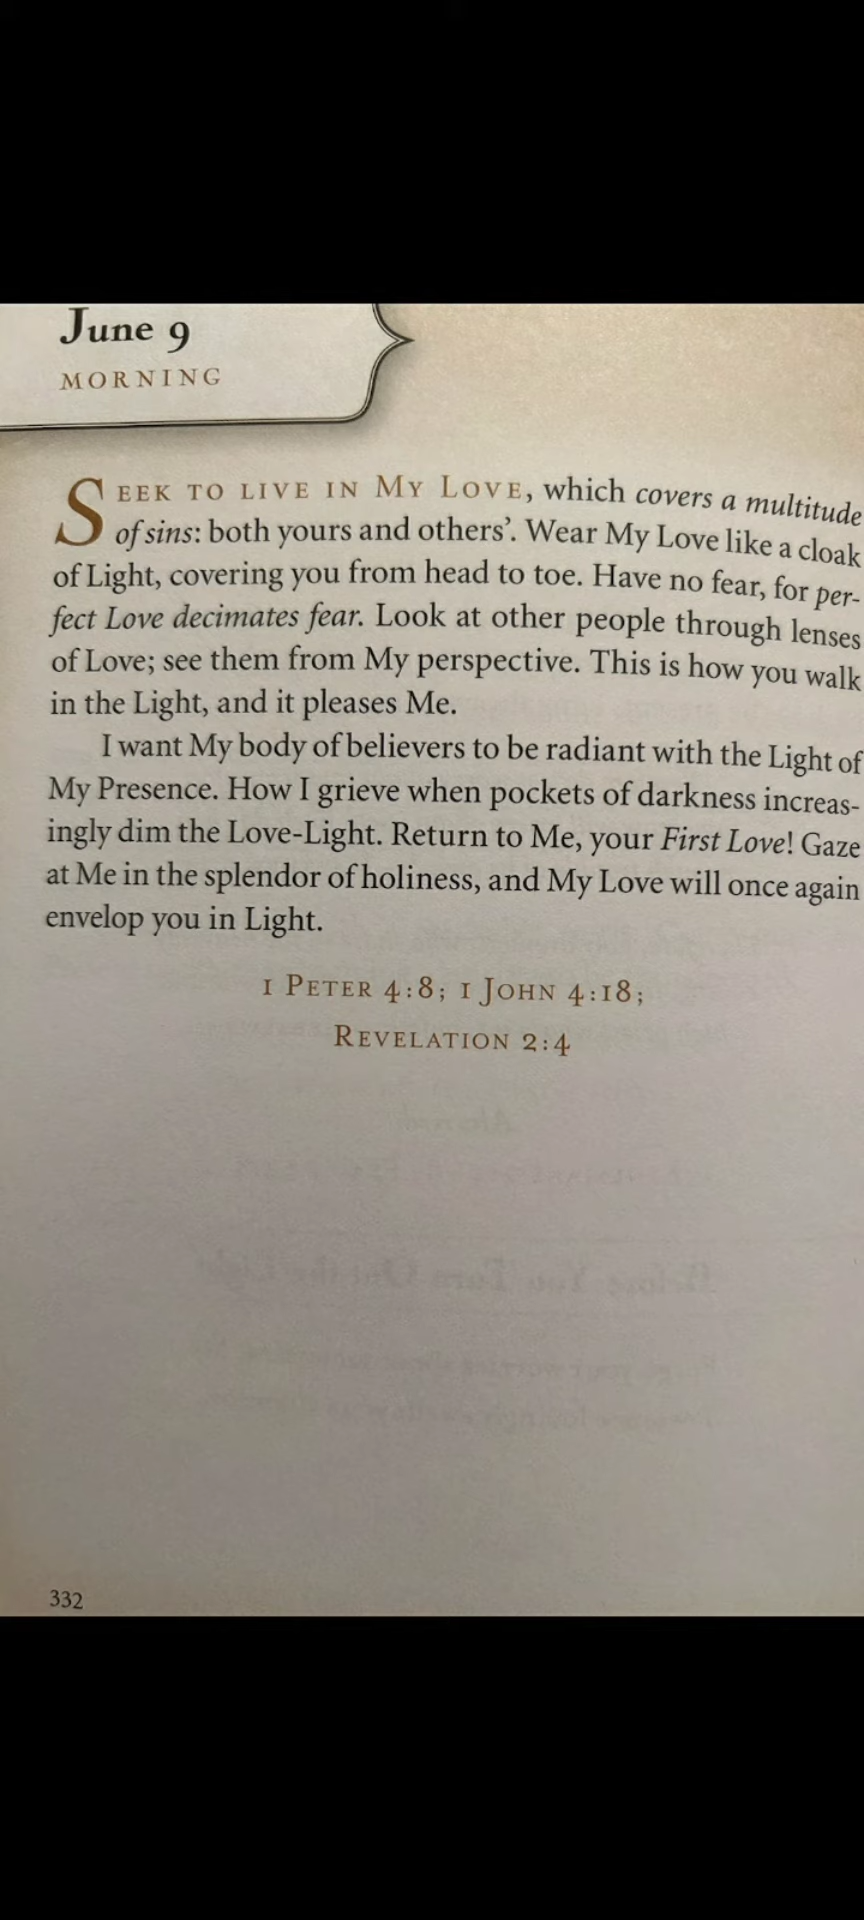 June 9
MORNING
SEEK TO LIVE IN MY LOVE, which covers a multitude
of sins: both yours and others’. Wear My Love like a cloak
of Light, covering you from head to toe. Have no fear, for per-
fect Love decimates fear. Look at other people through lenses
of Love; see them from My perspective. This is how you walk
in the Light, and it pleases Me.
I want My body of believers to be radiant with the Light of
My Presence. How I grieve when pockets of darkness increas-
ingly dim the Love-Light. Return to Me, your First Love! Gaze
at Me in the splendor of holiness, and My Love will once again
envelop you in Light.
1 PETER 4:8; 1 JOHN 4:18;
REVELATION 2:4
332